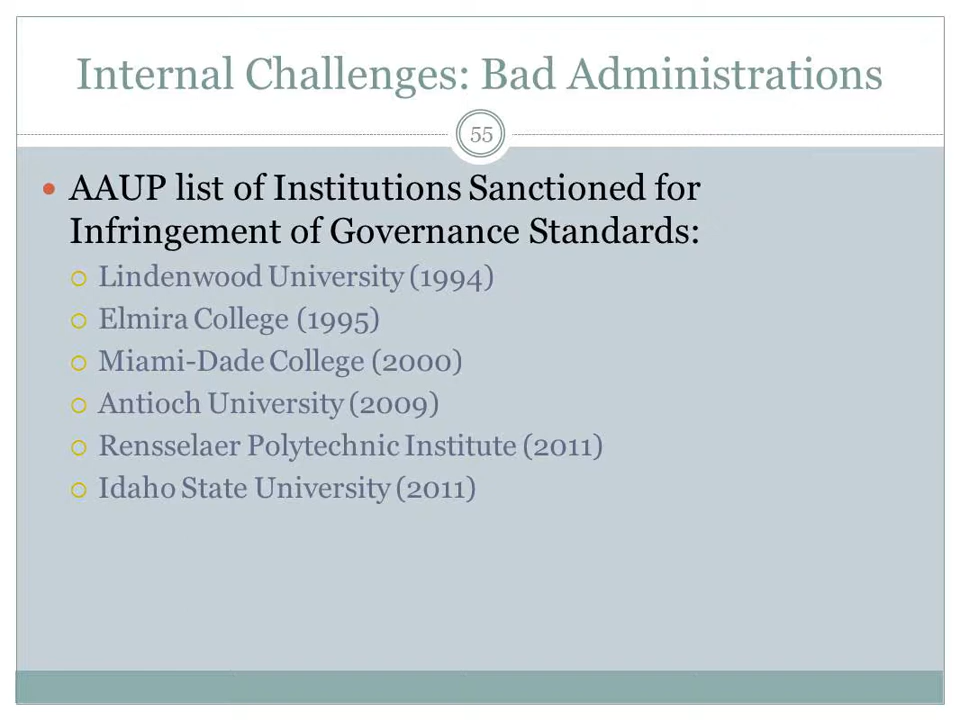 Internal Challenges: Bad Administrations
55
AAUP list of Institutions Sanctioned for
Infringement of Governance Standards:
Lindenwood University (1994)
Elmira College (1995)
Miami-Dade College (2000)
Antioch University (2009)
Rensselaer Polytechnic Institute (2011)
Idaho State University (2011)